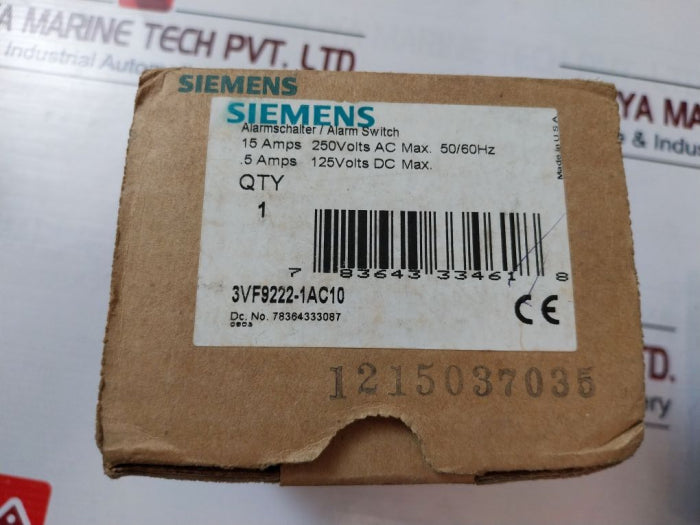 YA MARINE TECH PVT. LTD.
Industrial Autom
SIEMENS
SIEMENS
Alarmschalter / Alarm Switch
15 Amps 250Volts AC Max. 50/60Hz
.5 Amps 125Volts DC Max.
Made in U.S.A.
QTY
1
7 83643 33461 8
3VF9222-1AC10
Dc. No. 78364333087
CE
1215037035
YA MAR
e & Indus
TD.
ery